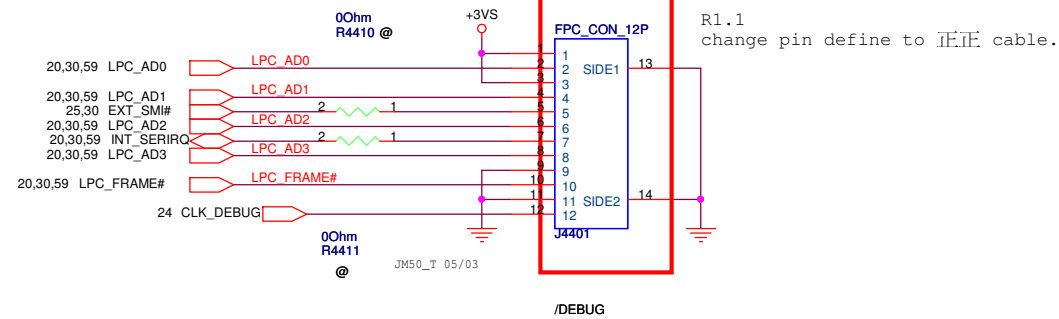 0Ohm
R4410 @
+3VS
FPC_CON_12P
R1.1
change pin define to 正正 cable.
1 1
20,30,59 LPC_AD0 LPC_AD0 2 2 SIDE1 13
3 3
20,30,59 LPC_AD1 LPC_AD1 4 4
25,30 EXT_SMI# 2 1 5 5
20,30,59 LPC_AD2 LPC_AD2 6 6
20,30,59 INT_SERIRQ 2 1 7 7
20,30,59 LPC_AD3 LPC_AD3 8 8
9 9
20,30,59 LPC_FRAME# LPC_FRAME# 10 10
11 11 SIDE2 14
24 CLK_DEBUG 12 12
J4401
0Ohm
R4411
@
JM50_T 05/03
/DEBUG